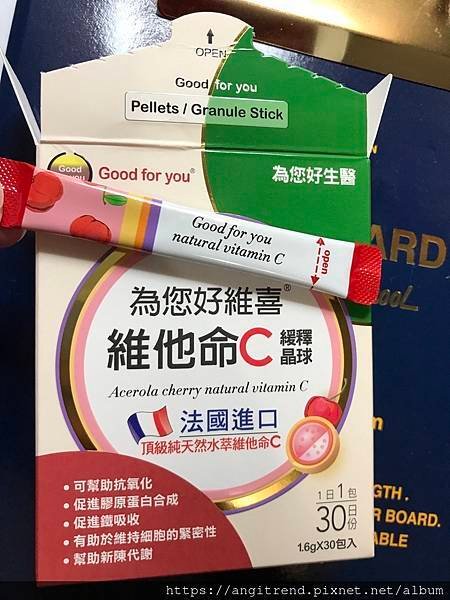 OPEN
Good for you
Pellets / Granule Stick
Good
you
Good for you®
為您好生醫
Good for you
natural vitamin C
open
ARD
ooL
為您好維喜®
維他命C 緩釋晶球
Acerola cherry natural vitamin C
法國進口
頂級純天然水萃維他命C
• 可幫助抗氧化
• 促進膠原蛋白合成
• 促進鐵吸收
• 有助於維持細胞的緊密性
• 幫助新陳代謝
1日1包
30日份
1.6gX30包入
m
GTH.
R BOARD.
ABLE
https://angitrend.pixnet.net/album